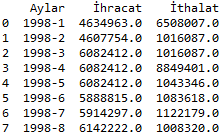 Aylar İhracat İthalat
0 1998-1 4634963.0 6508007.0
1 1998-2 4607754.0 1016087.0
2 1998-3 6082412.0 1016087.0
3 1998-4 6082412.0 8849401.0
4 1998-5 6082412.0 1043346.0
5 1998-6 5888815.0 1083618.0
6 1998-7 5914292.0 1122179.0
7 1998-8 6142222.0 1008320.0